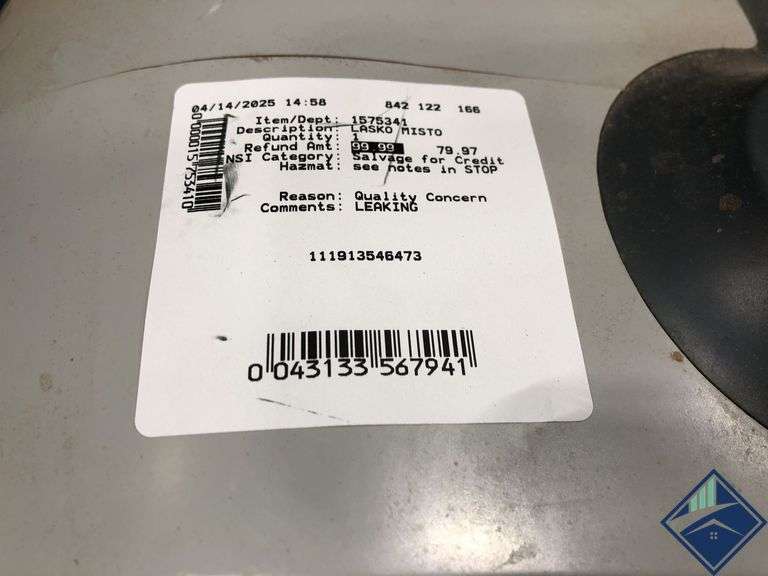 04/14/2025 14:58 842 122 166
Item/Dept: 1575341
Description: LASKO MISTO
Quantity: 1
Refund Amt: 99.99 79.97
NSI Category: Salvage for Credit
Hazmat: see notes in STOP
Reason: Quality Concern
Comments: LEAKING
111913546473
0 043133 567941